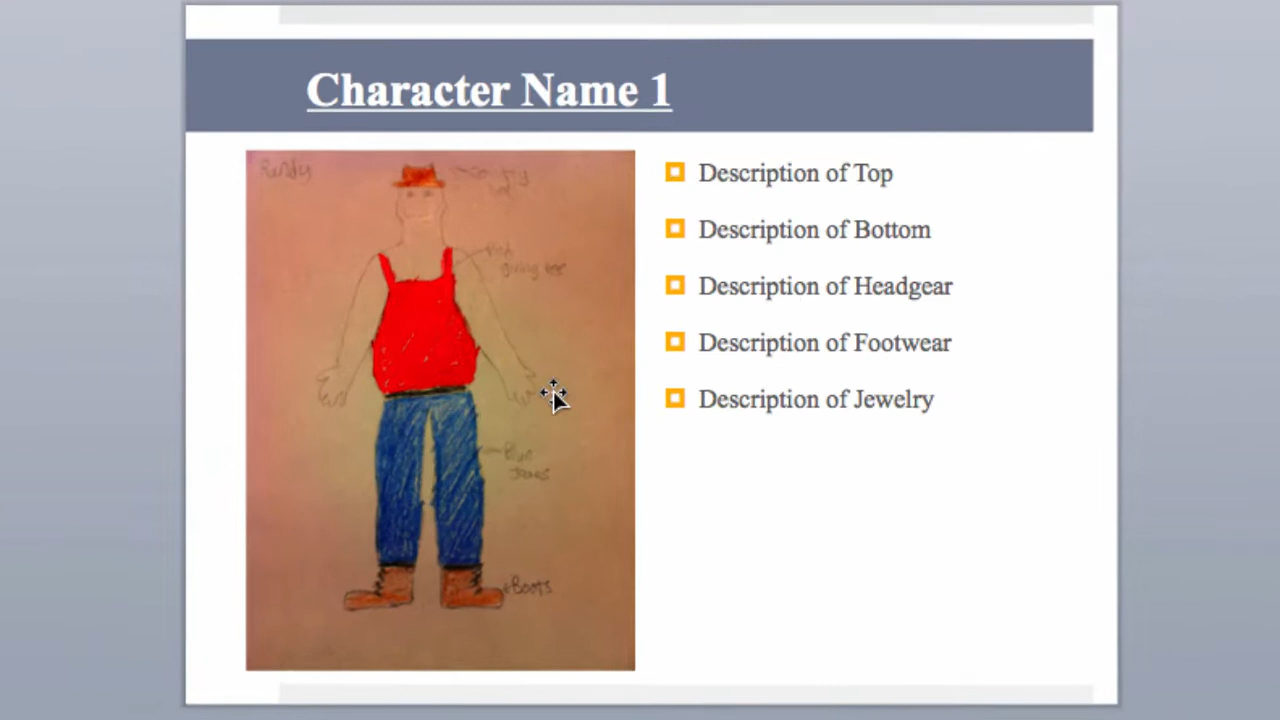 Character Name 1
Randy
Description of Top
Description of Bottom
Description of Headgear
Description of Footwear
Description of Jewelry
Blue
Jeans
Boots